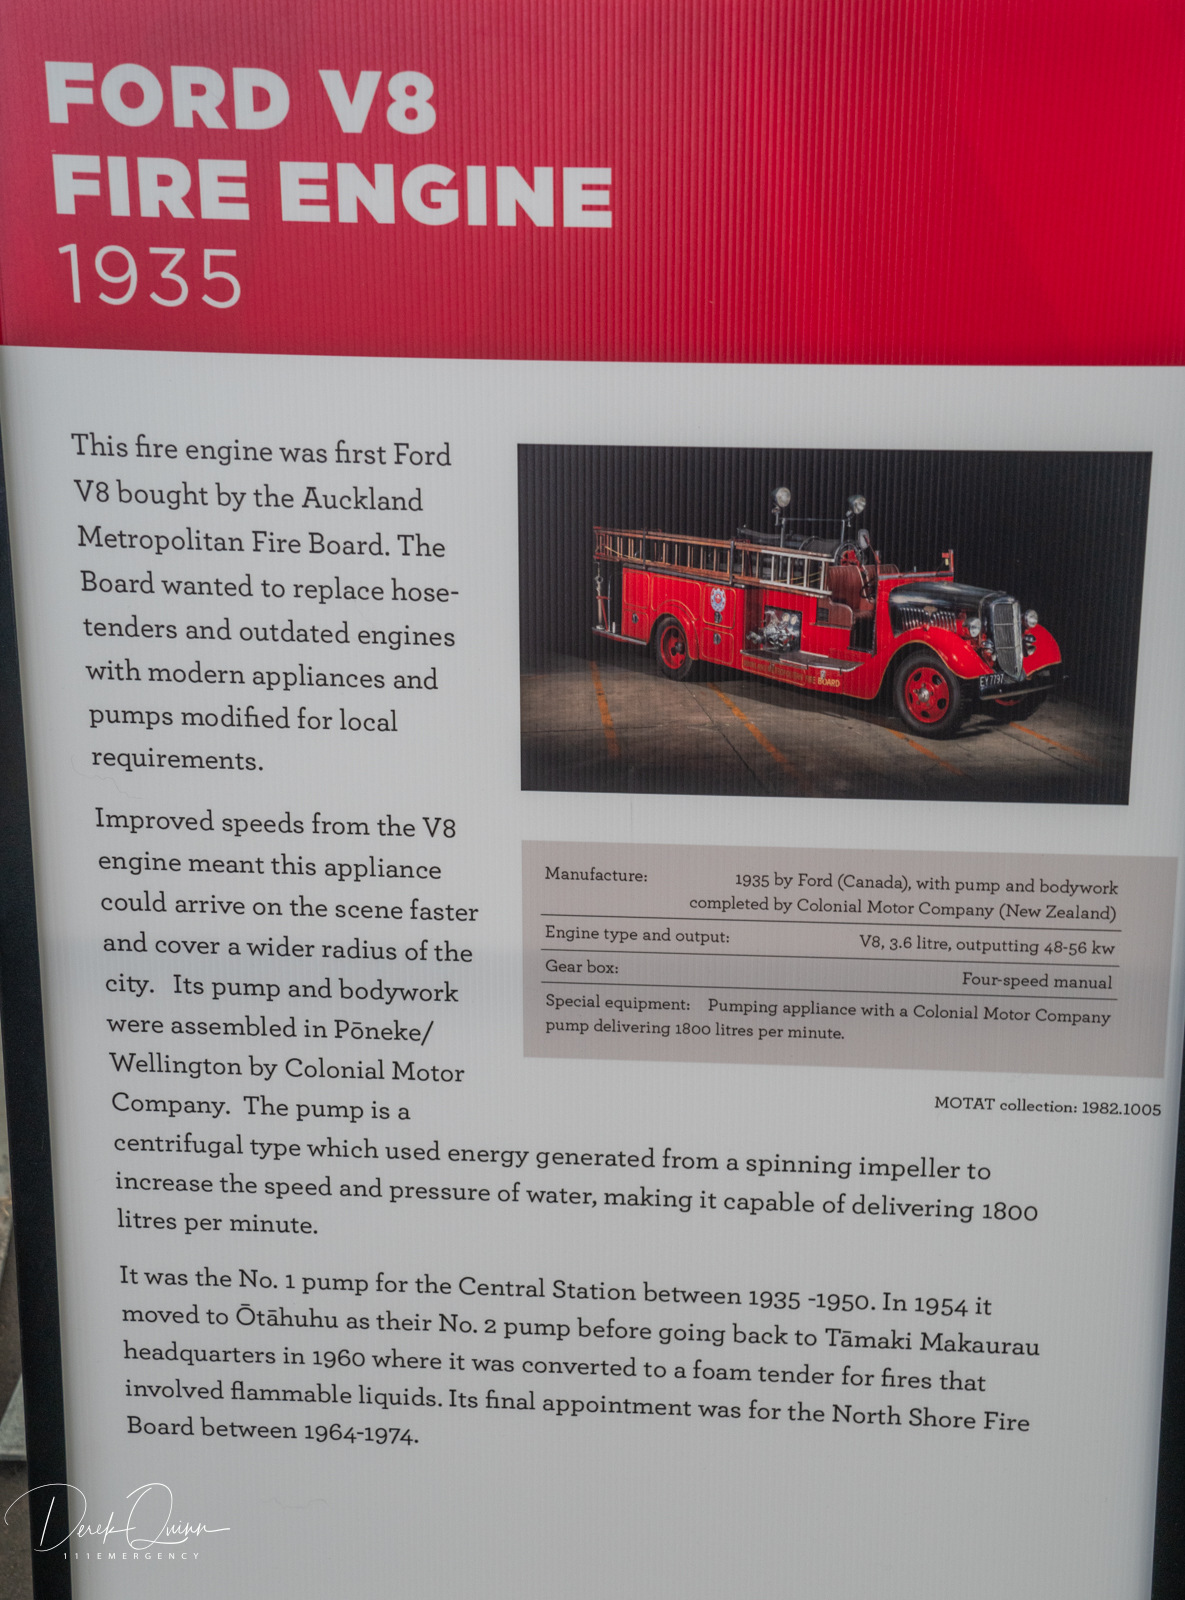 FORD V8
FIRE ENGINE
1935
This fire engine was first Ford
V8 bought by the Auckland
Metropolitan Fire Board. The
Board wanted to replace hose-
tenders and outdated engines
with modern appliances and
pumps modified for local
requirements.
Improved speeds from the V8
engine meant this appliance
could arrive on the scene faster
and cover a wider radius of the
city. Its pump and bodywork
were assembled in Pōneke/
Wellington by Colonial Motor
Company. The pump is a
centrifugal type which used energy generated from a spinning impeller to
increase the speed and pressure of water, making it capable of delivering 1800
litres per minute.
It was the No. 1 pump for the Central Station between 1935 -1950. In 1954 it
moved to Ōtāhuhu as their No. 2 pump before going back to Tāmaki Makaurau
headquarters in 1960 where it was converted to a foam tender for fires that
involved flammable liquids. Its final appointment was for the North Shore Fire
Board between 1964-1974.
FIRE BOARD
EY7797
Manufacture: 1935 by Ford (Canada), with pump and bodywork
completed by Colonial Motor Company (New Zealand)
Engine type and output: V8, 3.6 litre, outputting 48-56 kw
Gear box: Four-speed manual
Special equipment: Pumping appliance with a Colonial Motor Company
pump delivering 1800 litres per minute.
MOTAT collection: 1982.1005
Derek Quinn
111EMERGENCY